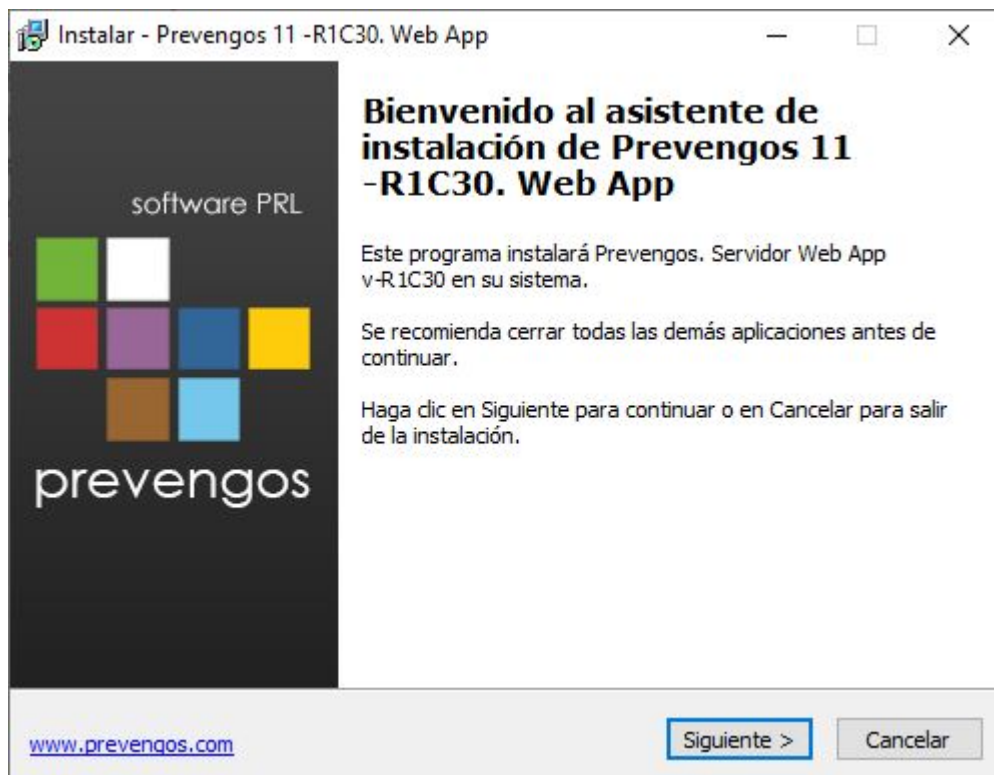 Instalar - Prevengos 11 -R1C30. Web App
software PRL
prevengos
Bienvenido al asistente de
instalación de Prevengos 11
-R1C30. Web App
Este programa instalará Prevengos. Servidor Web App
v-R1C30 en su sistema.
Se recomienda cerrar todas las demás aplicaciones antes de
continuar.
Haga clic en Siguiente para continuar o en Cancelar para salir
de la instalación.
www.prevengos.com
Siguiente >
Cancelar